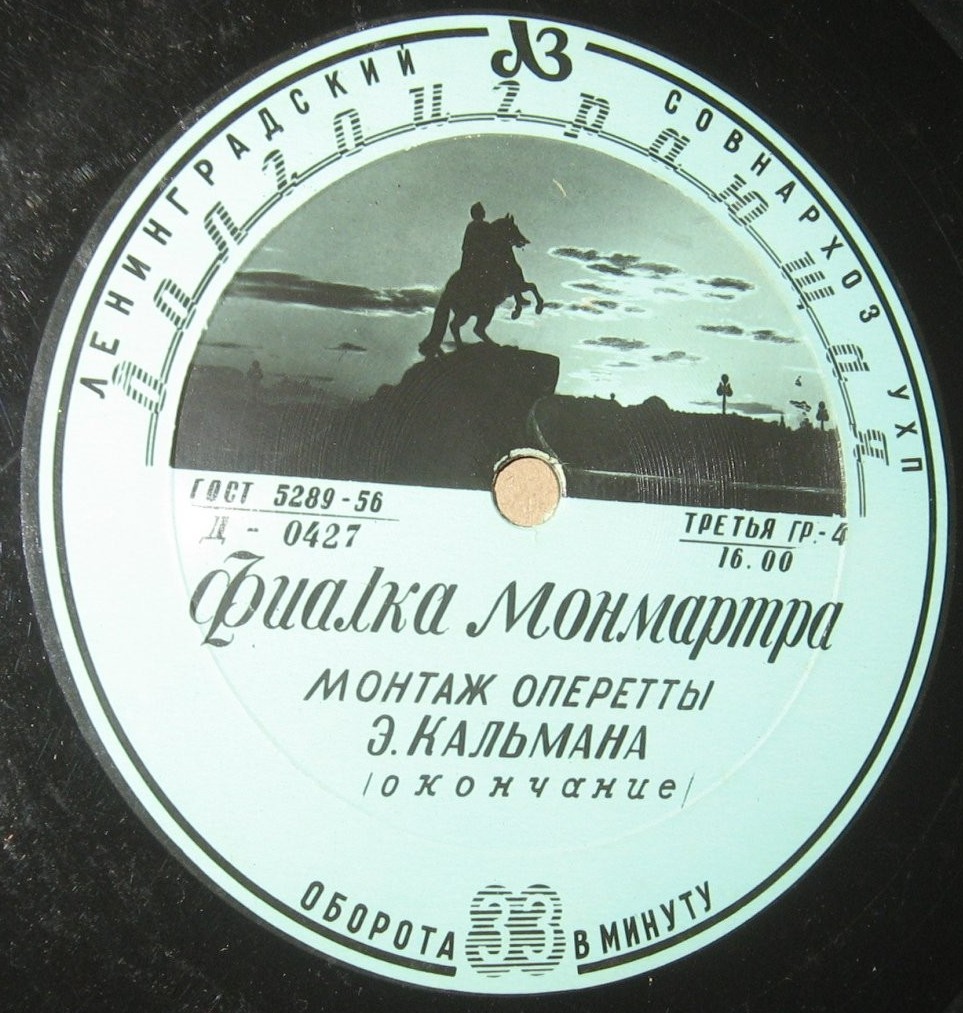 ЛЗ
ЛЕНИНГРАДСКИЙ СОВНАРХОЗ УХП
долгоиграющая
ГОСТ 5289-56
Д - 0427
ТРЕТЬЯ ГР.-4
16.00
Фиалка Монмартра
МОНТАЖ ОПЕРЕТТЫ
Э. КАЛЬМАНА
/окончание/
33 ОБОРОТА В МИНУТУ